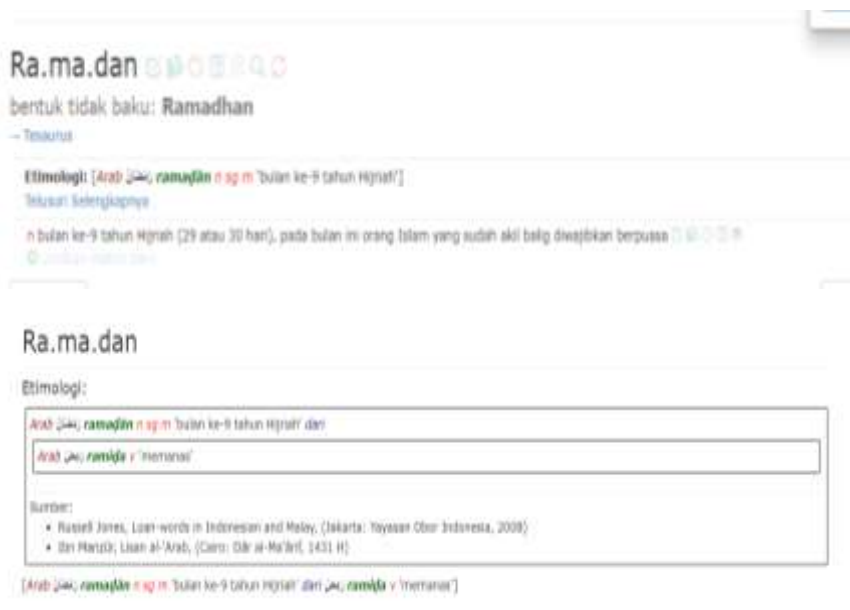 Ra.ma.dan
bentuk tidak baku: Ramadhan
→ Tesaurus
Etimologi: [Arab رمضان ramaḍān n sg m 'bulan ke-9 tahun Hijriah']
Telusuri Selengkapnya
n bulan ke-9 tahun Hijriah (29 atau 30 hari), pada bulan ini orang Islam yang sudah akil balig diwajibkan berpuasa
Ra.ma.dan
Etimologi:
Arab رمضان ramaḍān n sg m 'bulan ke-9 tahun Hijriah' dari
Arab رمض ramiḍa v 'memanas'
Sumber:
• Russell Jones, Loan-words in Indonesian and Malay, (Jakarta: Yayasan Obor Indonesia, 2008)
• Ibn Manẓūr, Lisan al-'Arab, (Cairo: Dâr al-Ma'ârif, 1431 H)
[Arab رمضان ramaḍān n sg m 'bulan ke-9 tahun Hijriah' dari رمض ramiḍa v 'memanas']